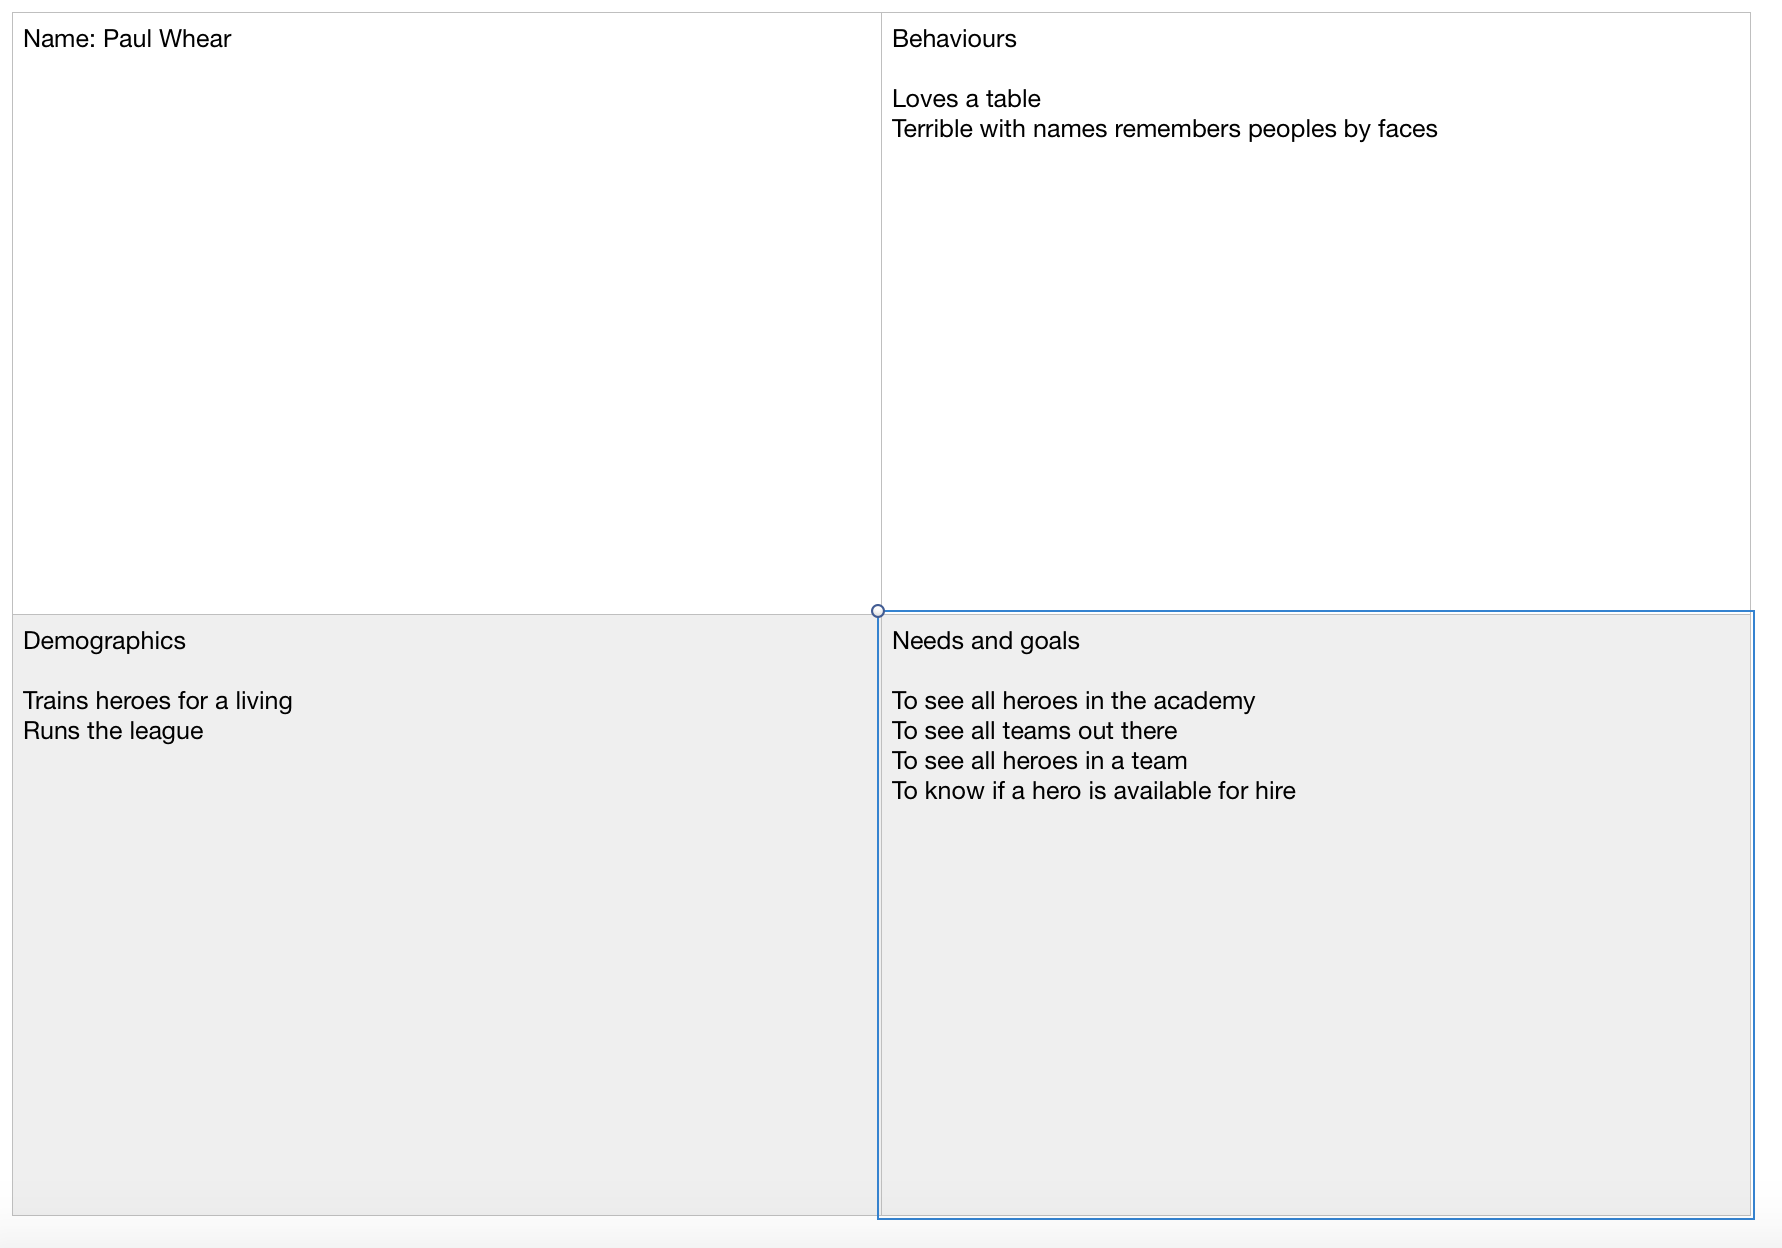 Name: Paul Whear
Behaviours
Loves a table
Terrible with names remembers peoples by faces
Demographics
Trains heroes for a living
Runs the league
Needs and goals
To see all heroes in the academy
To see all teams out there
To see all heroes in a team
To know if a hero is available for hire